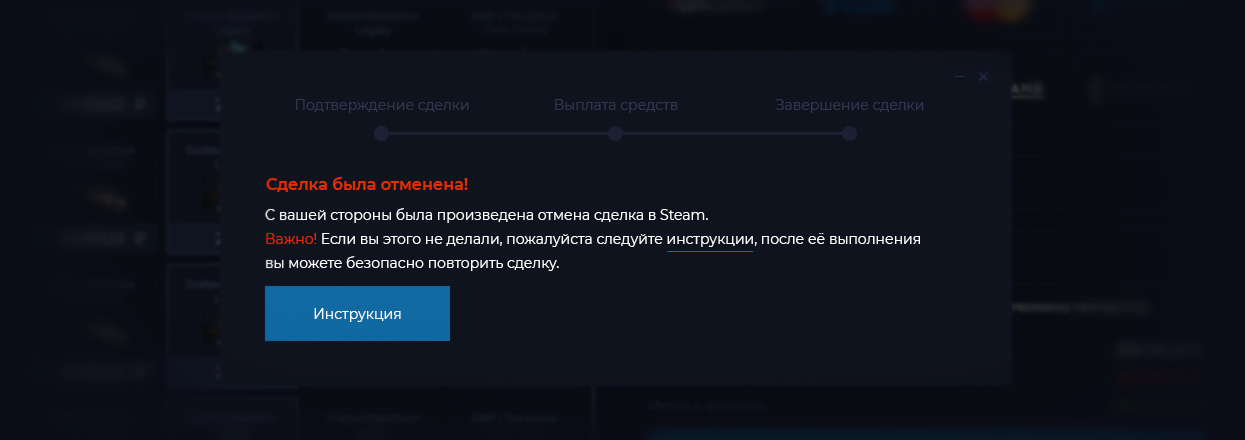 Подтверждение сделки
Выплата средств
Завершение сделки
Сделка была отменена!
С вашей стороны была произведена отмена сделка в Steam.
Важно! Если вы этого не делали, пожалуйста следуйте инструкции, после её выполнения
вы можете безопасно повторить сделку.
Инструкция